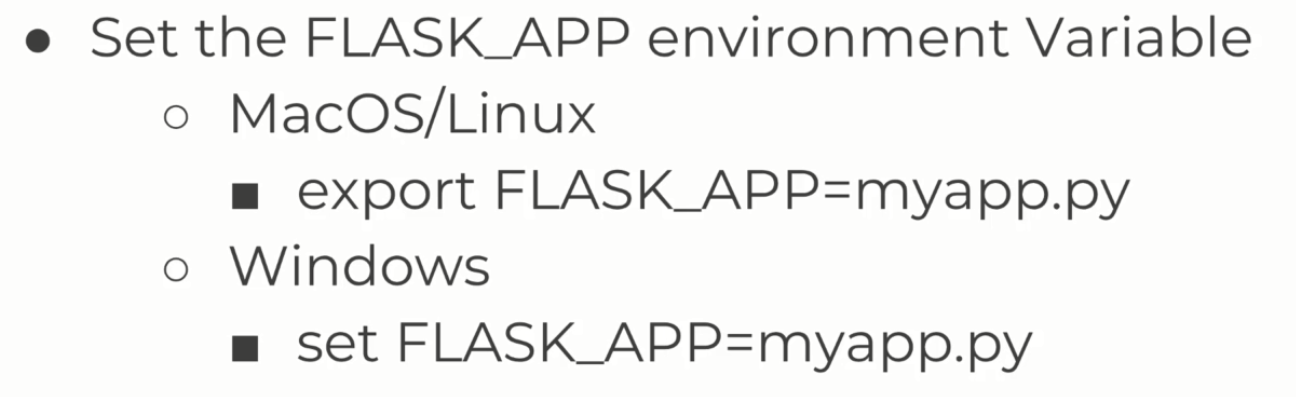 ● Set the FLASK_APP environment Variable
○ MacOS/Linux
■ export FLASK_APP=myapp.py
○ Windows
■ set FLASK_APP=myapp.py